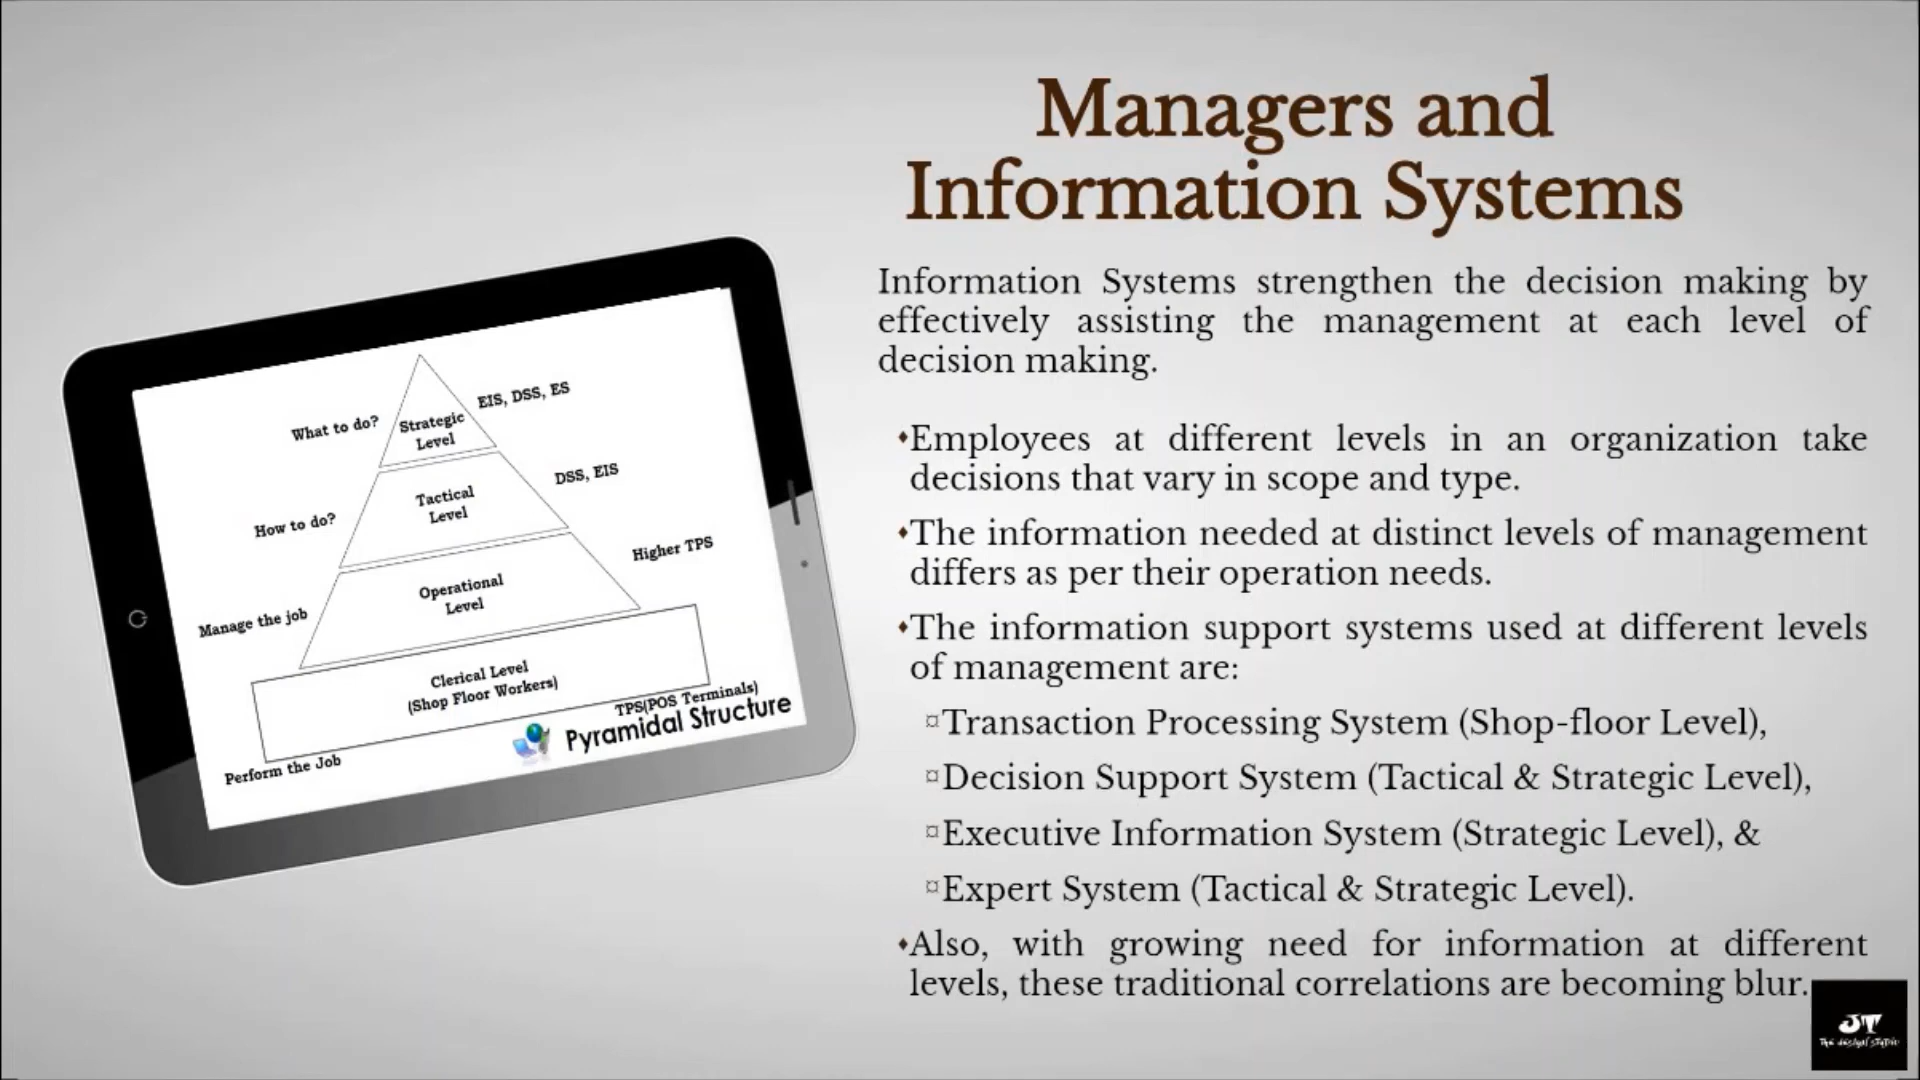 Managers and
Information Systems
Information Systems strengthen the decision making by
effectively assisting the management at each level of
decision making.
Employees at different levels in an organization take
decisions that vary in scope and type.
The information needed at distinct levels of management
differs as per their operation needs.
The information support systems used at different levels
of management are:
Transaction Processing System (Shop-floor Level),
Decision Support System (Tactical & Strategic Level),
Executive Information System (Strategic Level), &
Expert System (Tactical & Strategic Level).
Also, with growing need for information at different
levels, these traditional correlations are becoming blur.
What to do?
Strategic
Level
EIS, DSS, ES
How to do?
Tactical
Level
DSS, EIS
Manage the job
Operational
Level
Higher TPS
Clerical Level
(Shop Floor Workers)
TPS(POS Terminals)
Perform the Job
Pyramidal Structure
JT
The design studio